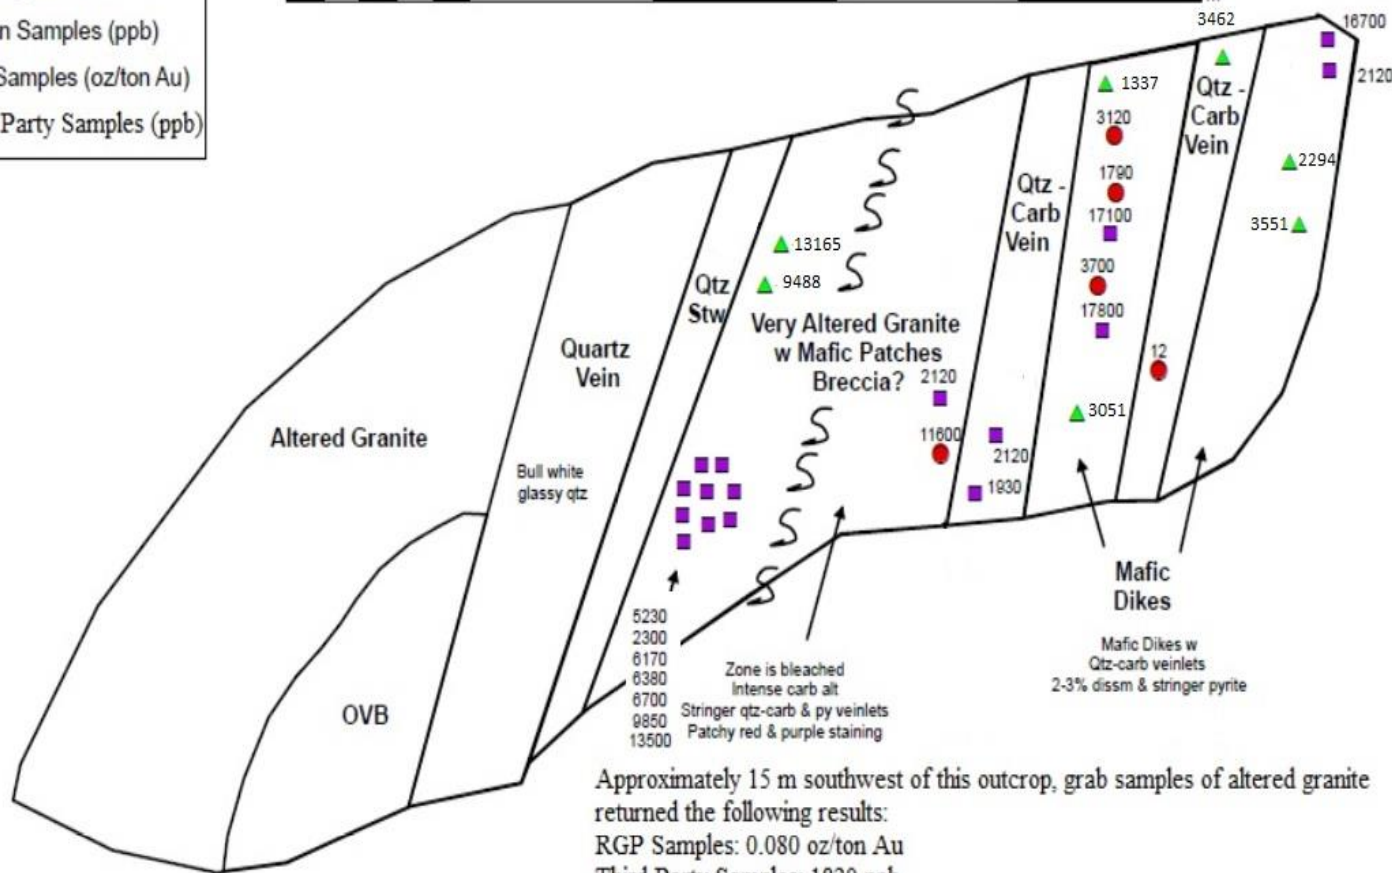 n Samples (ppb)
Samples (oz/ton Au)
Party Samples (ppb)
3462
16700
2120
1337
3120
1790
17100
3700
17800
12
3051
2294
3551
Qtz -
Carb
Vein
Qtz -
Carb
Vein
13165
9488
Qtz
Stw
Very Altered Granite
w Mafic Patches
Breccia?
2120
11600
2120
1930
Quartz
Vein
Bull white
glassy qtz
Altered Granite
OVB
5230
2300
6170
6380
6700
9850
13500
Zone is bleached
Intense carb alt
Stringer qtz-carb & py veinlets
Patchy red & purple staining
Mafic
Dikes
Mafic Dikes w
Qtz-carb veinlets
2-3% dissm & stringer pyrite
Approximately 15 m southwest of this outcrop, grab samples of altered granite
returned the following results:
RGP Samples: 0.080 oz/ton Au